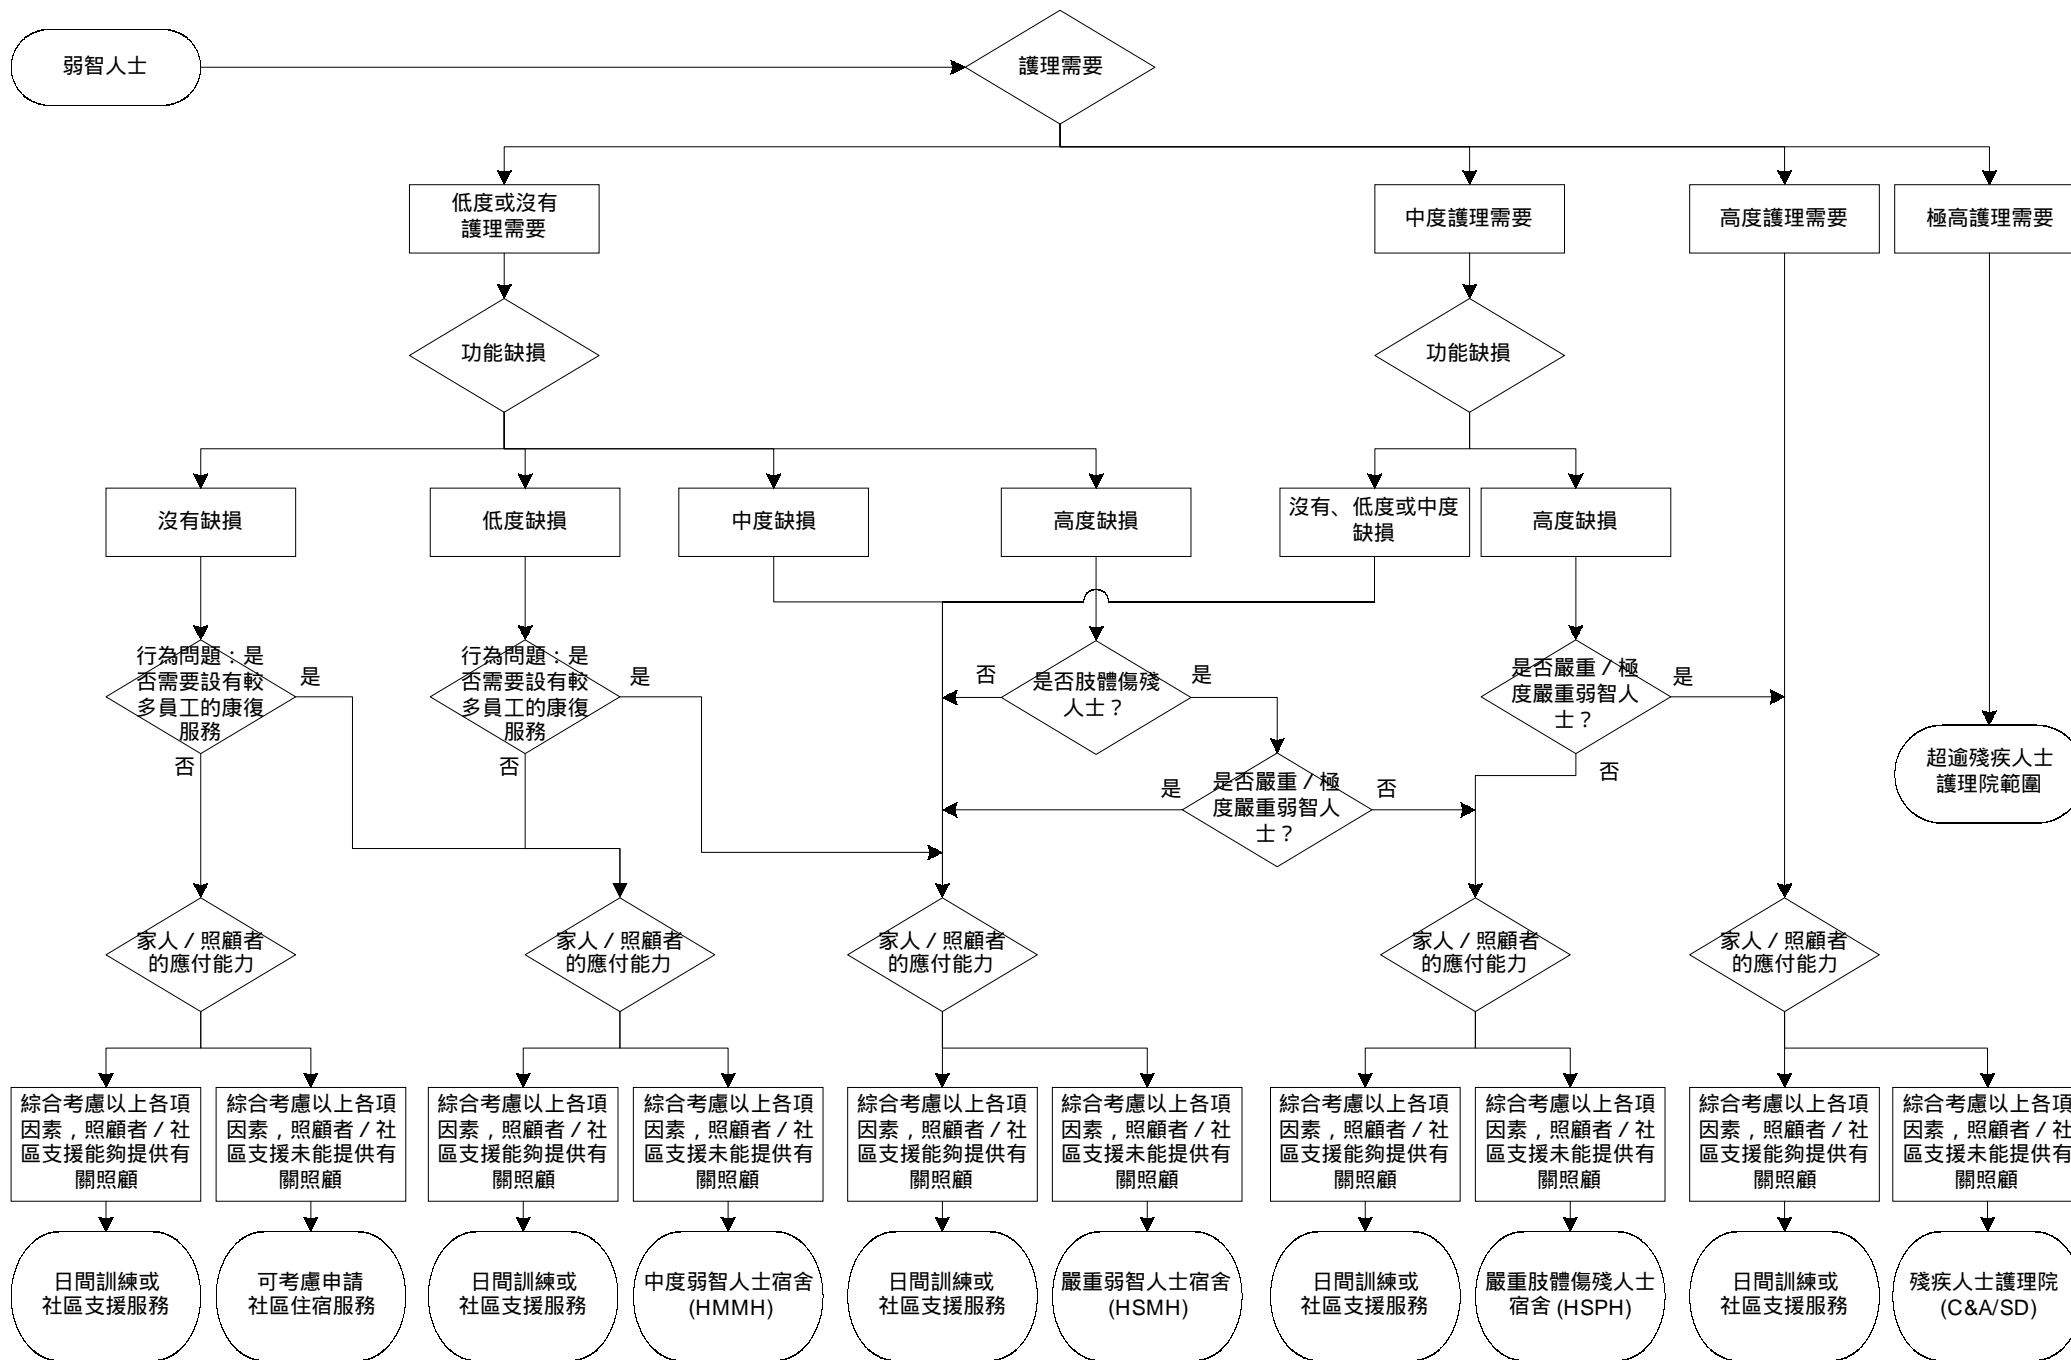 弱智人士
護理需要
低度或沒有
護理需要
中度護理需要
高度護理需要
極高護理需要
功能缺損
功能缺損
沒有缺損
低度缺損
中度缺損
高度缺損
沒有、低度或中度
缺損
高度缺損
行為問題：是
否需要設有較
多員工的康復
服務
是
否
行為問題：是
否需要設有較
多員工的康復
服務
是
否
否
是否肢體傷殘
人士？
是
是否嚴重／極
度嚴重弱智人
士？
是
否
是
是否嚴重／極
度嚴重弱智人
士？
否
超逾殘疾人士
護理院範圍
家人／照顧者
的應付能力
家人／照顧者
的應付能力
家人／照顧者
的應付能力
家人／照顧者
的應付能力
家人／照顧者
的應付能力
綜合考慮以上各項
因素，照顧者／社
區支援能夠提供有
關照顧
綜合考慮以上各項
因素，照顧者／社
區支援未能提供有
關照顧
綜合考慮以上各項
因素，照顧者／社
區支援能夠提供有
關照顧
綜合考慮以上各項
因素，照顧者／社
區支援未能提供有
關照顧
綜合考慮以上各項
因素，照顧者／社
區支援能夠提供有
關照顧
綜合考慮以上各項
因素，照顧者／社
區支援未能提供有
關照顧
綜合考慮以上各項
因素，照顧者／社
區支援能夠提供有
關照顧
綜合考慮以上各項
因素，照顧者／社
區支援未能提供有
關照顧
綜合考慮以上各項
因素，照顧者／社
區支援能夠提供有
關照顧
綜合考慮以上各項
因素，照顧者／社
區支援未能提供有
關照顧
日間訓練或
社區支援服務
可考慮申請
社區住宿服務
日間訓練或
社區支援服務
中度弱智人士宿舍
(HMMH)
日間訓練或
社區支援服務
嚴重弱智人士宿舍
(HSMH)
日間訓練或
社區支援服務
嚴重肢體傷殘人士
宿舍 (HSPH)
日間訓練或
社區支援服務
殘疾人士護理院
(C&A/SD)